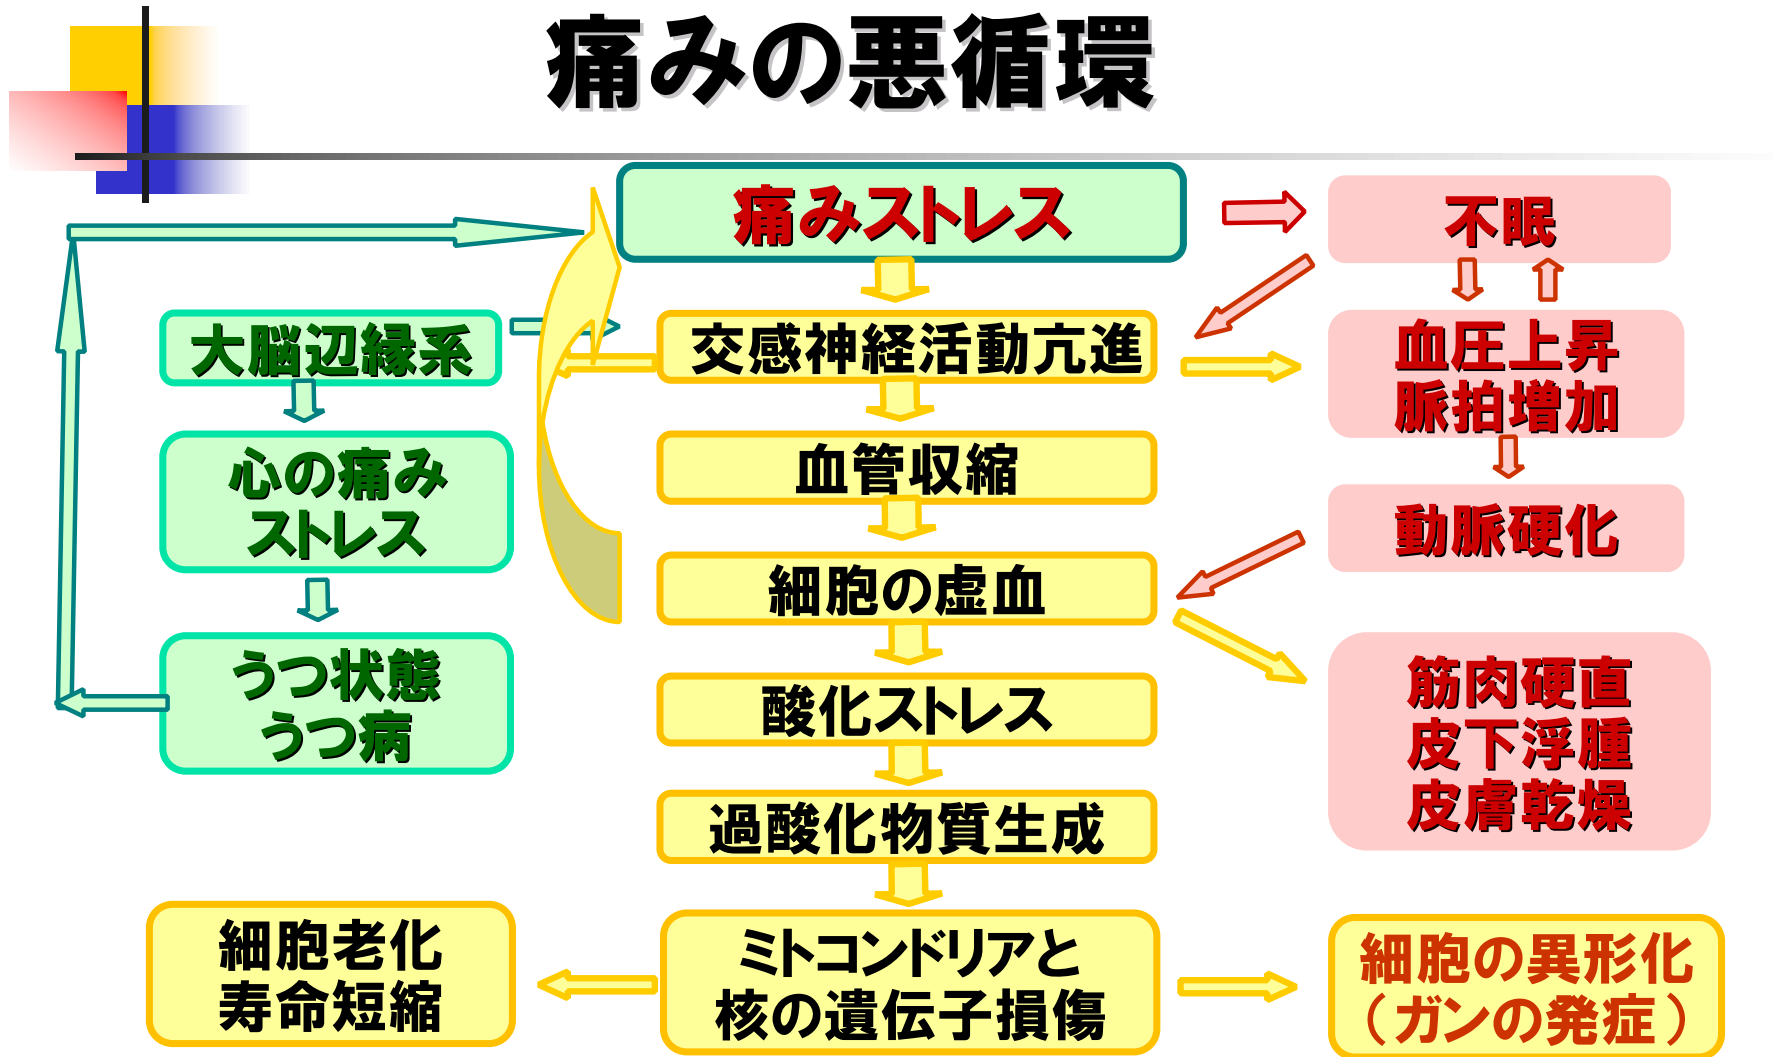 痛みの悪循環
痛みストレス
不眠
大脳辺縁系
交感神経活動亢進
血圧上昇
脈拍増加
心の痛み
ストレス
血管収縮
動脈硬化
細胞の虚血
うつ状態
うつ病
酸化ストレス
筋肉硬直
皮下浮腫
皮膚乾燥
過酸化物質生成
細胞老化
寿命短縮
ミトコンドリアと
核の遺伝子損傷
細胞の異形化
（ガンの発症）